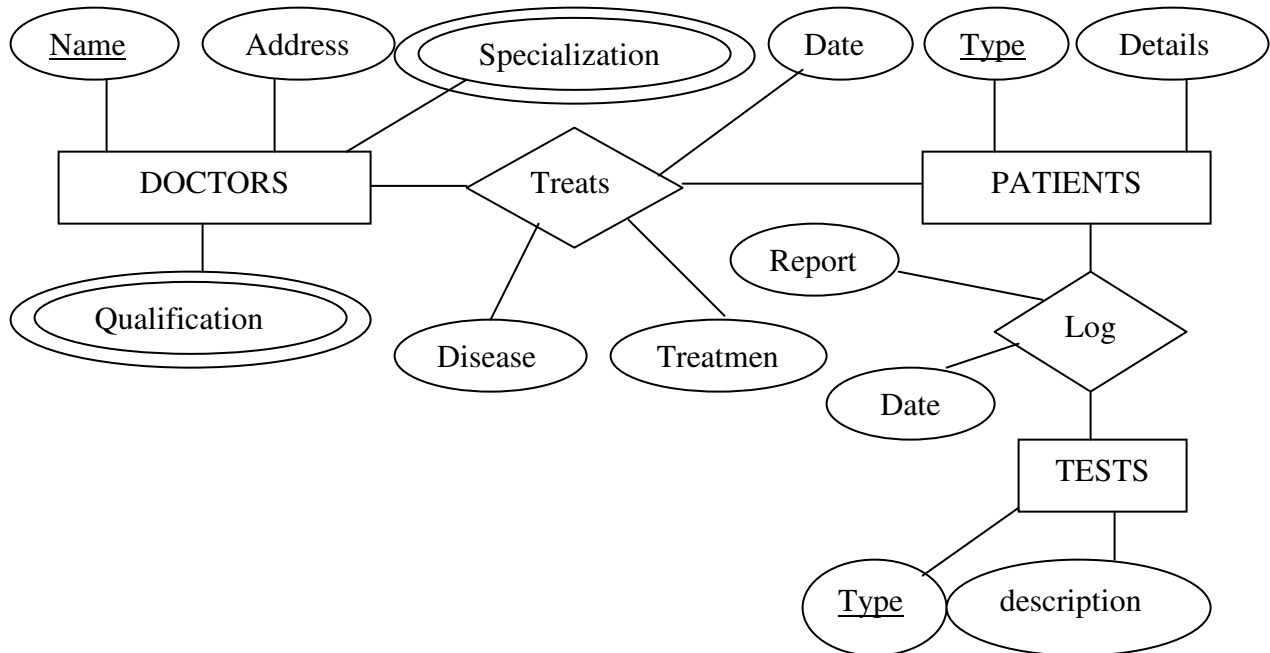 Name
Address
Specialization
Date
Type
Details
DOCTORS
Treats
PATIENTS
Report
Qualification
Log
Disease
Treatmen
Date
TESTS
Type
description